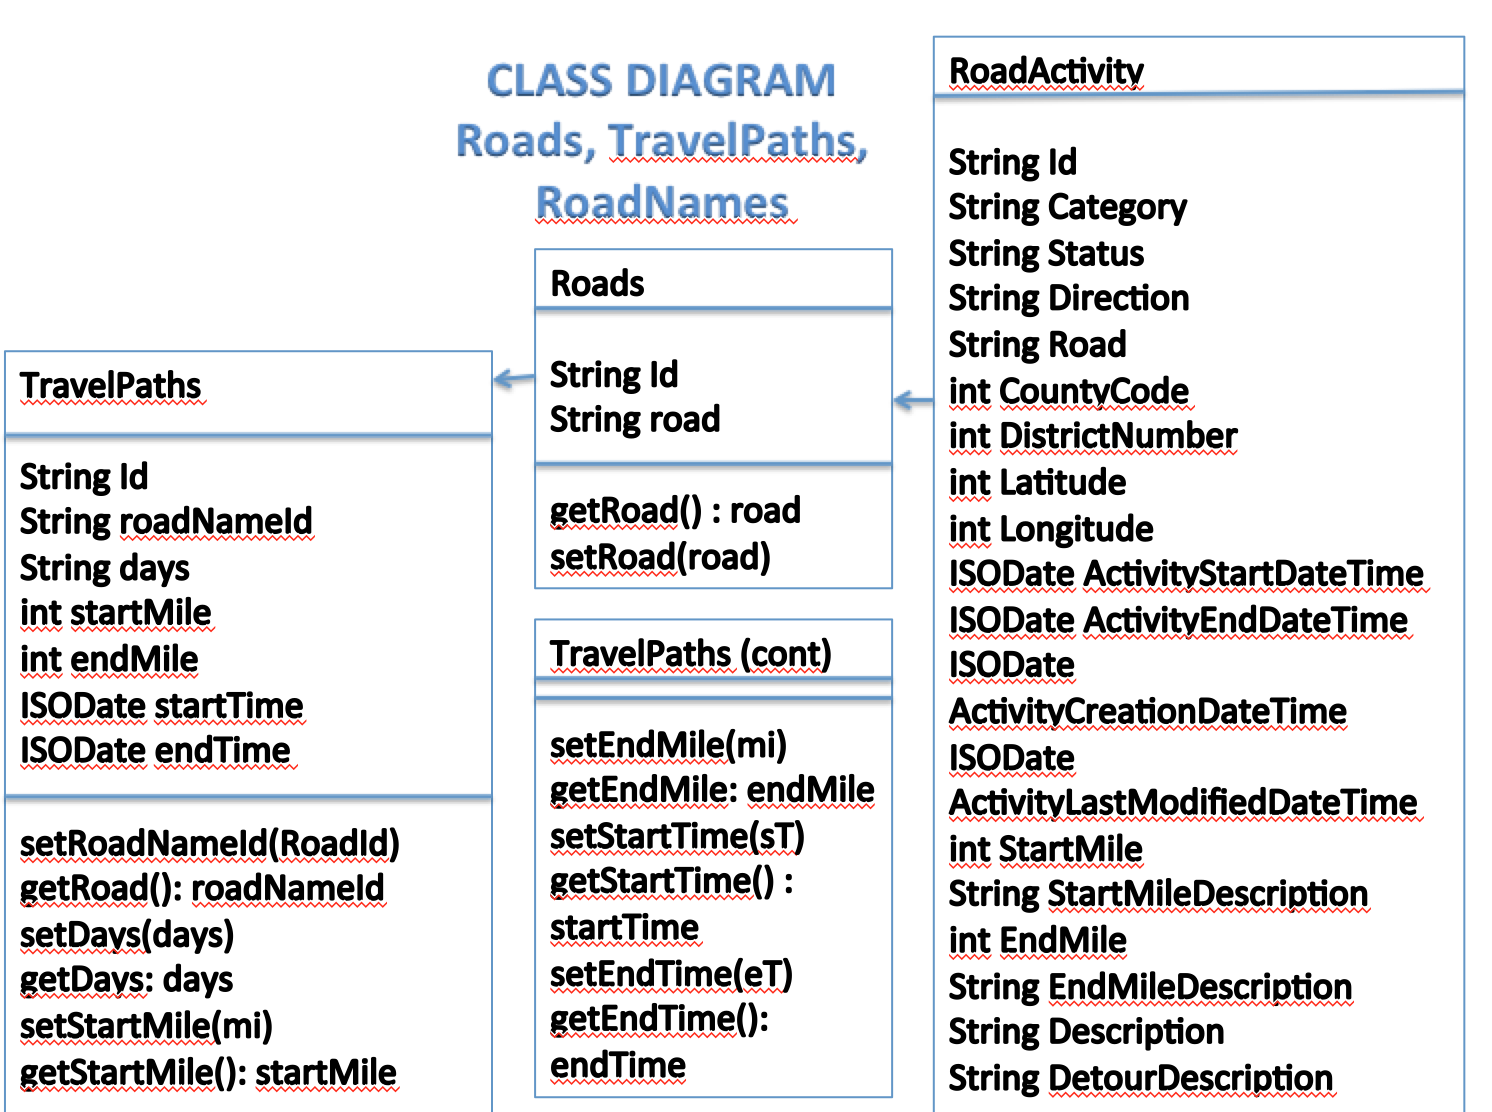 CLASS DIAGRAM
Roads, TravelPaths,
RoadNames
TravelPaths
String Id
String roadNameId
String days
int startMile
int endMile
ISODate startTime
ISODate endTime
setRoadNameId(RoadId)
getRoad(): roadNameId
setDays(days)
getDays: days
setStartMile(mi)
getStartMile(): startMile
Roads
String Id
String road
getRoad() : road
setRoad(road)
TravelPaths (cont)
setEndMile(mi)
getEndMile: endMile
setStartTime(sT)
getStartTime() :
startTime
setEndTime(eT)
getEndTime():
endTime
RoadActivity
String Id
String Category
String Status
String Direction
String Road
int CountyCode
int DistrictNumber
int Latitude
int Longitude
ISODate ActivityStartDateTime
ISODate ActivityEndDateTime
ISODate
ActivityCreationDateTime
ISODate
ActivityLastModifiedDateTime
int StartMile
String StartMileDescription
int EndMile
String EndMileDescription
String Description
String DetourDescription